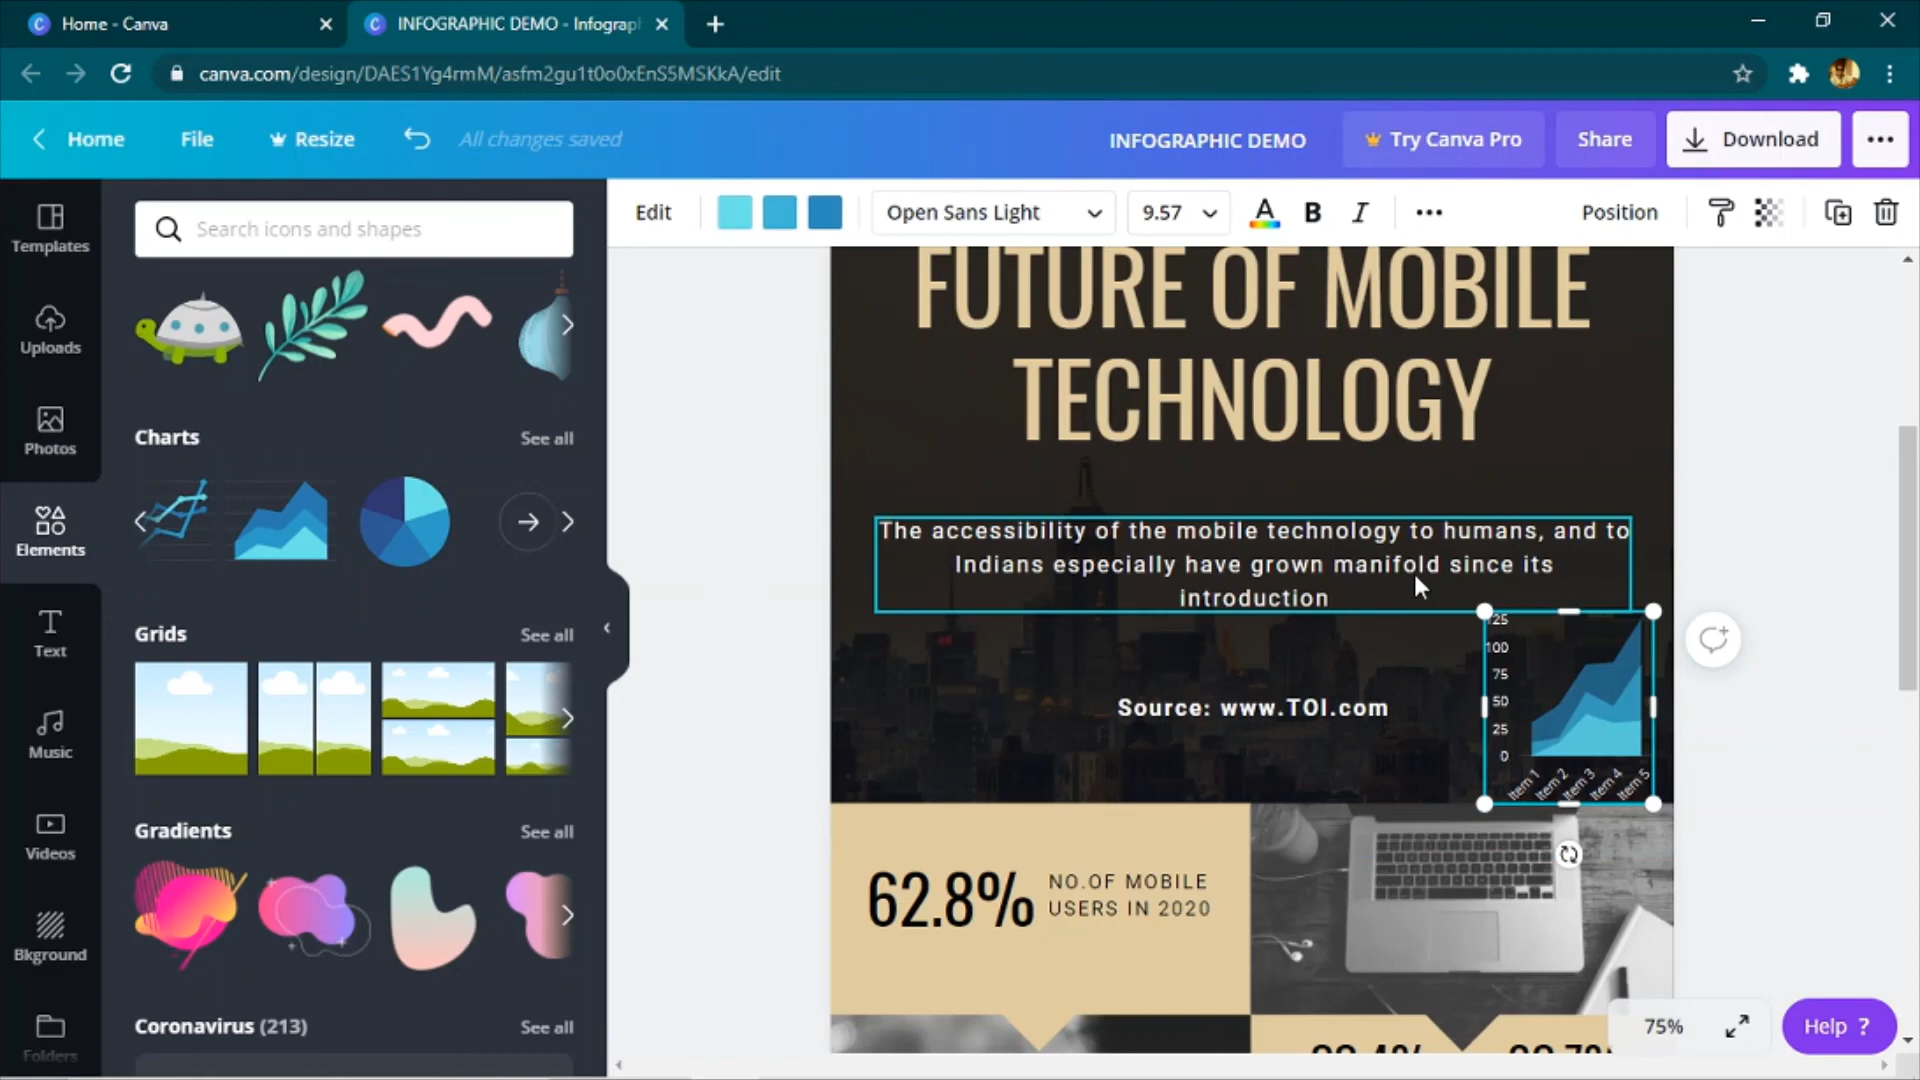 Home - Canva
INFOGRAPHIC DEMO - Infograp
canva.com/design/DAES1Yg4rmM/asfm2gu1t0o0xEnS5MSKkA/edit
Home
File
Resize
All changes saved
INFOGRAPHIC DEMO
Try Canva Pro
Share
Download
Templates
Uploads
Photos
Elements
Text
Music
Videos
Bkground
Folders
Search icons and shapes
Charts
See all
Grids
See all
Gradients
See all
Coronavirus (213)
See all
Edit
Open Sans Light
9.57
A
B
I
Position
FUTURE OF MOBILE
TECHNOLOGY
The accessibility of the mobile technology to humans, and to
Indians especially have grown manifold since its
introduction
Source: www.TOI.com
125
100
75
50
25
0
Item 1
Item 2
Item 3
Item 4
Item 5
62.8%
NO.OF MOBILE
USERS IN 2020
75%
Help ?